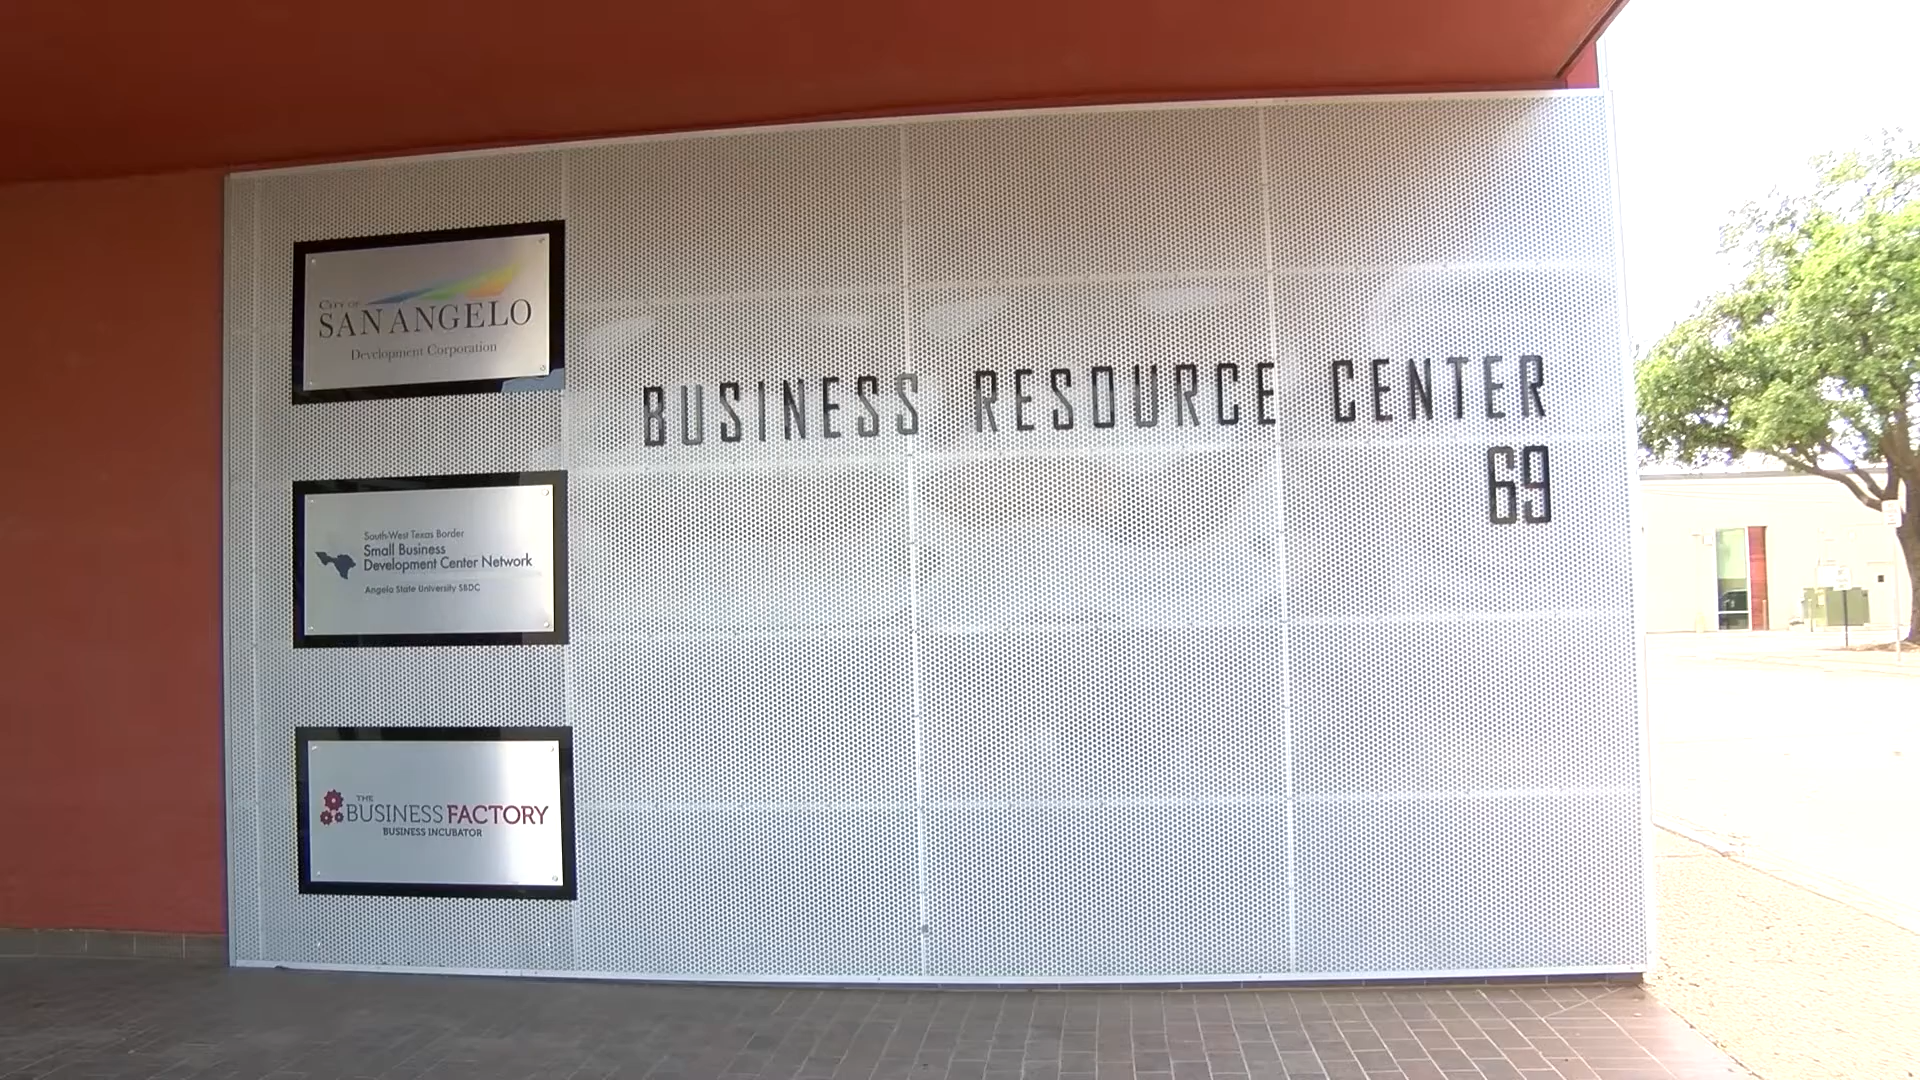 CITY OF
SAN ANGELO
Development Corporation
BUSINESS RESOURCE CENTER
69
South-West Texas Border
Small Business
Development Center Network
Angelo State University SBDC
THE
BUSINESS FACTORY
BUSINESS INCUBATOR